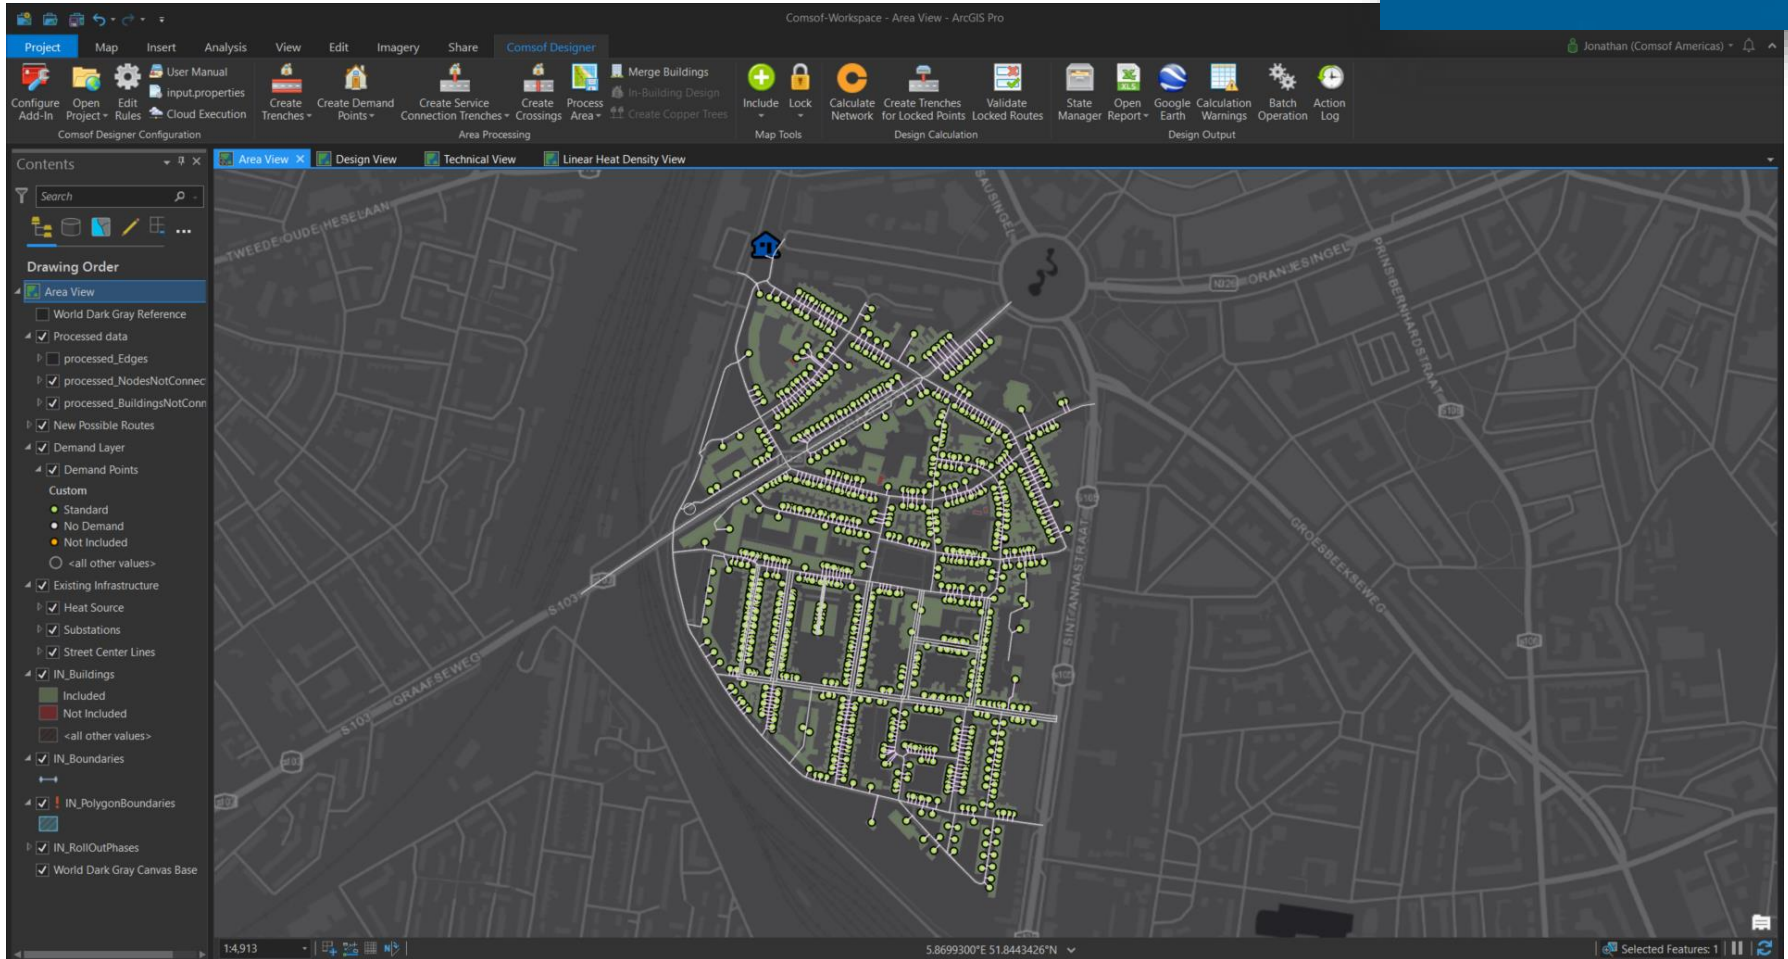 Comsof-Workspace - Area View - ArcGIS Pro
Project Map Insert Analysis View Edit Imagery Share Comsof Designer
Jonathan (Comsof Americas)
Configure Add-In
Open Project
Edit Rules
User Manual
input.properties
Cloud Execution
Comsof Designer Configuration
Create Trenches
Create Demand Points
Create Service Connection Trenches
Create Crossings
Process Area
Merge Buildings
In-Building Design
Create Copper Trees
Area Processing
Include
Lock
Map Tools
Calculate Network
Create Trenches for Locked Points
Validate Locked Routes
Design Calculation
State Manager
Open Report
Google Earth
Calculation Warnings
Batch Operation
Action Log
Design Output
Contents
Search
Drawing Order
Area View
World Dark Gray Reference
Processed data
processed_Edges
processed_NodesNotConnec
processed_BuildingsNotConn
New Possible Routes
Demand Layer
Demand Points
Custom
Standard
No Demand
Not Included
<all other values>
Existing Infrastructure
Heat Source
Substations
Street Center Lines
IN_Buildings
Included
Not Included
<all other values>
IN_Boundaries
IN_PolygonBoundaries
IN_RollOutPhases
World Dark Gray Canvas Base
Area View
Design View
Technical View
Linear Heat Density View
TWEEDE OUDE HESELAAN
ORANJESINGEL
N326
PRINS BERNHARDSTRAAT
S103
GRAAFSEWEG
S103
SINT ANNASTRAAT
GROESBEEKSEWEG
1:4,913
5.8699300°E 51.8443426°N
Selected Features: 1